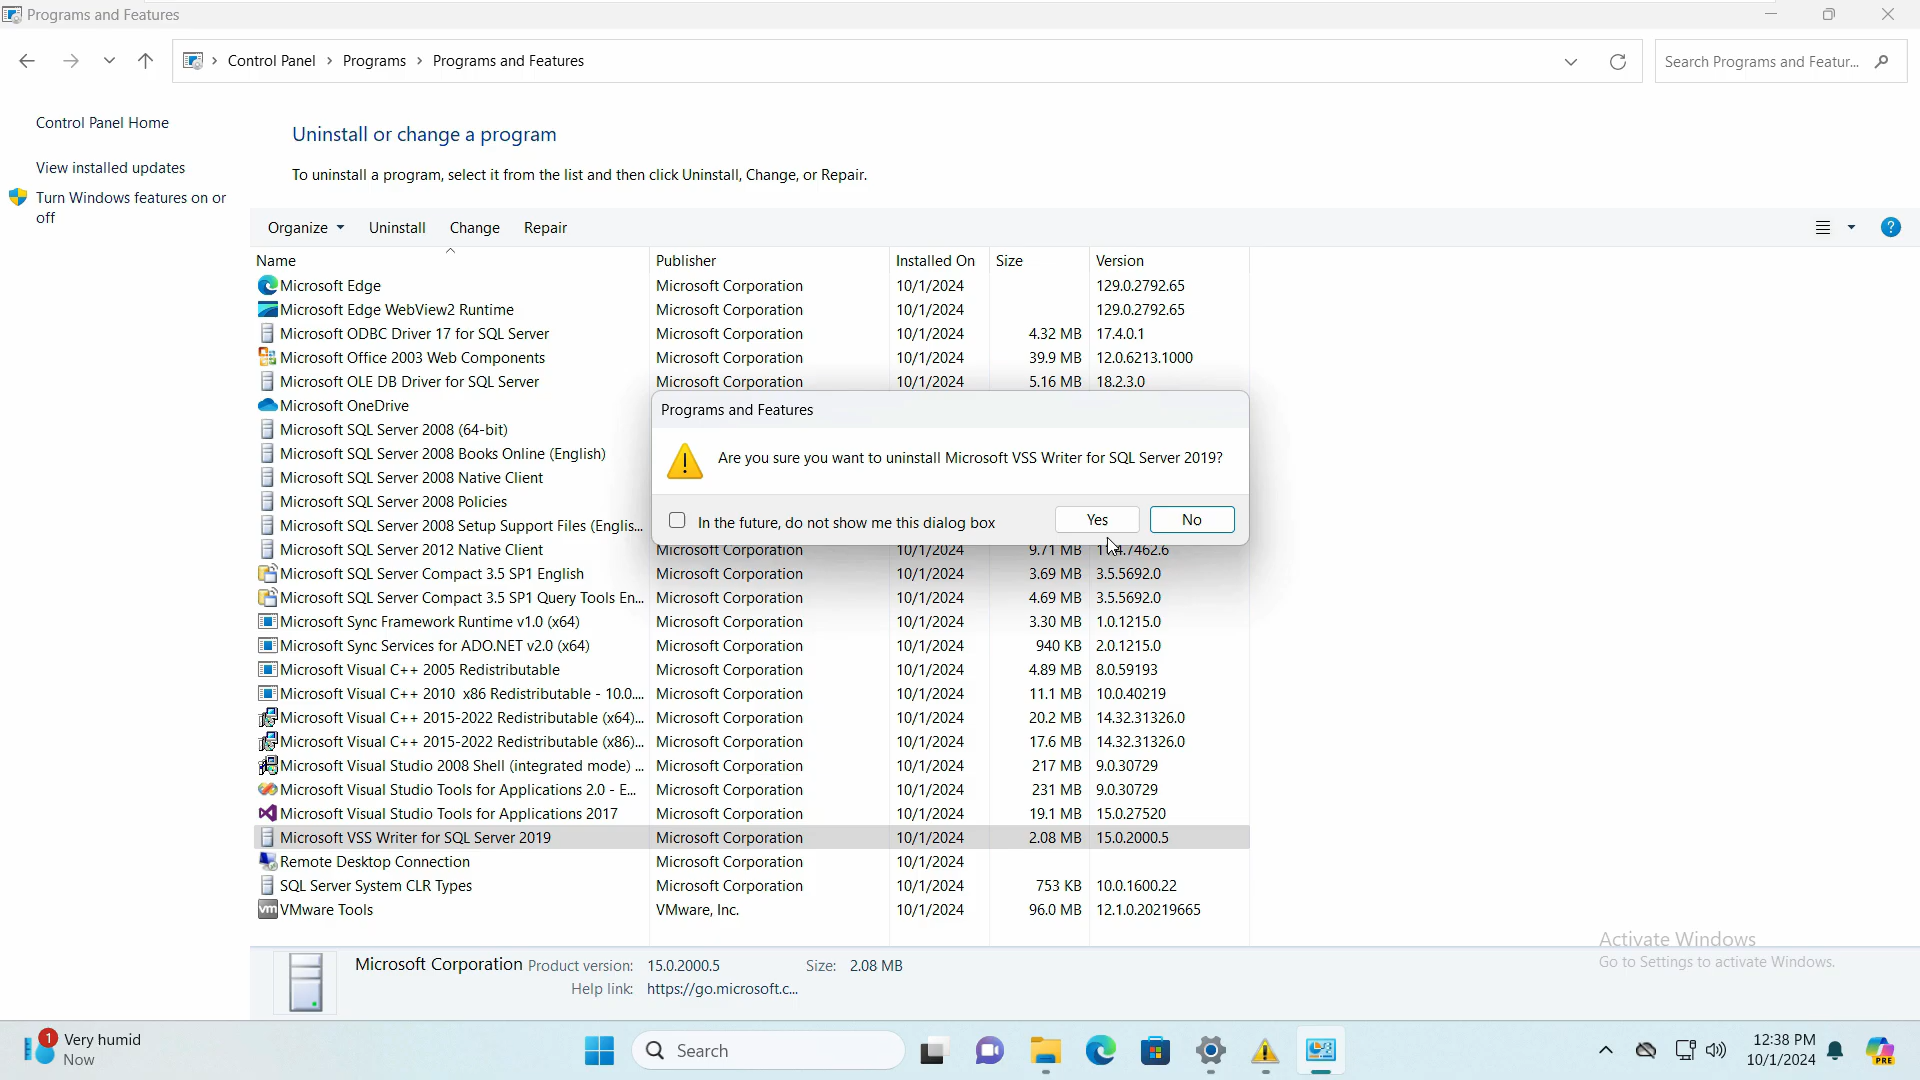 Programs and Features
Control Panel > Programs > Programs and Features
Search Programs and Featur...
Control Panel Home
View installed updates
Turn Windows features on or
off
Uninstall or change a program
To uninstall a program, select it from the list and then click Uninstall, Change, or Repair.
Organize Uninstall Change Repair
Name Publisher Installed On Size Version
Microsoft Edge Microsoft Corporation 10/1/2024 129.0.2792.65
Microsoft Edge WebView2 Runtime Microsoft Corporation 10/1/2024 129.0.2792.65
Microsoft ODBC Driver 17 for SQL Server Microsoft Corporation 10/1/2024 4.32 MB 17.4.0.1
Microsoft Office 2003 Web Components Microsoft Corporation 10/1/2024 39.9 MB 12.0.6213.1000
Microsoft OLE DB Driver for SQL Server Microsoft Corporation 10/1/2024 5.16 MB 18.2.3.0
Microsoft OneDrive
Microsoft SQL Server 2008 (64-bit)
Microsoft SQL Server 2008 Books Online (English)
Microsoft SQL Server 2008 Native Client
Microsoft SQL Server 2008 Policies
Microsoft SQL Server 2008 Setup Support Files (Englis...
Programs and Features
Are you sure you want to uninstall Microsoft VSS Writer for SQL Server 2019?
In the future, do not show me this dialog box Yes No
Microsoft SQL Server 2012 Native Client Microsoft Corporation 10/1/2024 9.71 MB
Microsoft SQL Server Compact 3.5 SP1 English Microsoft Corporation 10/1/2024 3.69 MB 3.5.5692.0
Microsoft SQL Server Compact 3.5 SP1 Query Tools En... Microsoft Corporation 10/1/2024 4.69 MB 3.5.5692.0
Microsoft Sync Framework Runtime v1.0 (x64) Microsoft Corporation 10/1/2024 3.30 MB 1.0.1215.0
Microsoft Sync Services for ADO.NET v2.0 (x64) Microsoft Corporation 10/1/2024 940 KB 2.0.1215.0
Microsoft Visual C++ 2005 Redistributable Microsoft Corporation 10/1/2024 4.89 MB 8.0.59193
Microsoft Visual C++ 2010 x86 Redistributable - 10.0.... Microsoft Corporation 10/1/2024 11.1 MB 10.0.40219
Microsoft Visual C++ 2015-2022 Redistributable (x64)... Microsoft Corporation 10/1/2024 20.2 MB 14.32.31326.0
Microsoft Visual C++ 2015-2022 Redistributable (x86)... Microsoft Corporation 10/1/2024 17.6 MB 14.32.31326.0
Microsoft Visual Studio 2008 Shell (integrated mode) ... Microsoft Corporation 10/1/2024 217 MB 9.0.30729
Microsoft Visual Studio Tools for Applications 2.0 - E... Microsoft Corporation 10/1/2024 231 MB 9.0.30729
Microsoft Visual Studio Tools for Applications 2017 Microsoft Corporation 10/1/2024 19.1 MB 15.0.27520
Microsoft VSS Writer for SQL Server 2019 Microsoft Corporation 10/1/2024 2.08 MB 15.0.2000.5
Remote Desktop Connection Microsoft Corporation 10/1/2024
SQL Server System CLR Types Microsoft Corporation 10/1/2024 753 KB 10.0.1600.22
VMware Tools VMware, Inc. 10/1/2024 96.0 MB 12.1.0.20219665
Microsoft Corporation Product version: 15.0.2000.5 Size: 2.08 MB
Help link: https://go.microsoft.c...
Activate Windows
Go to Settings to activate Windows.
1 Very humid
Now
Search
PRE
12:38 PM
10/1/2024